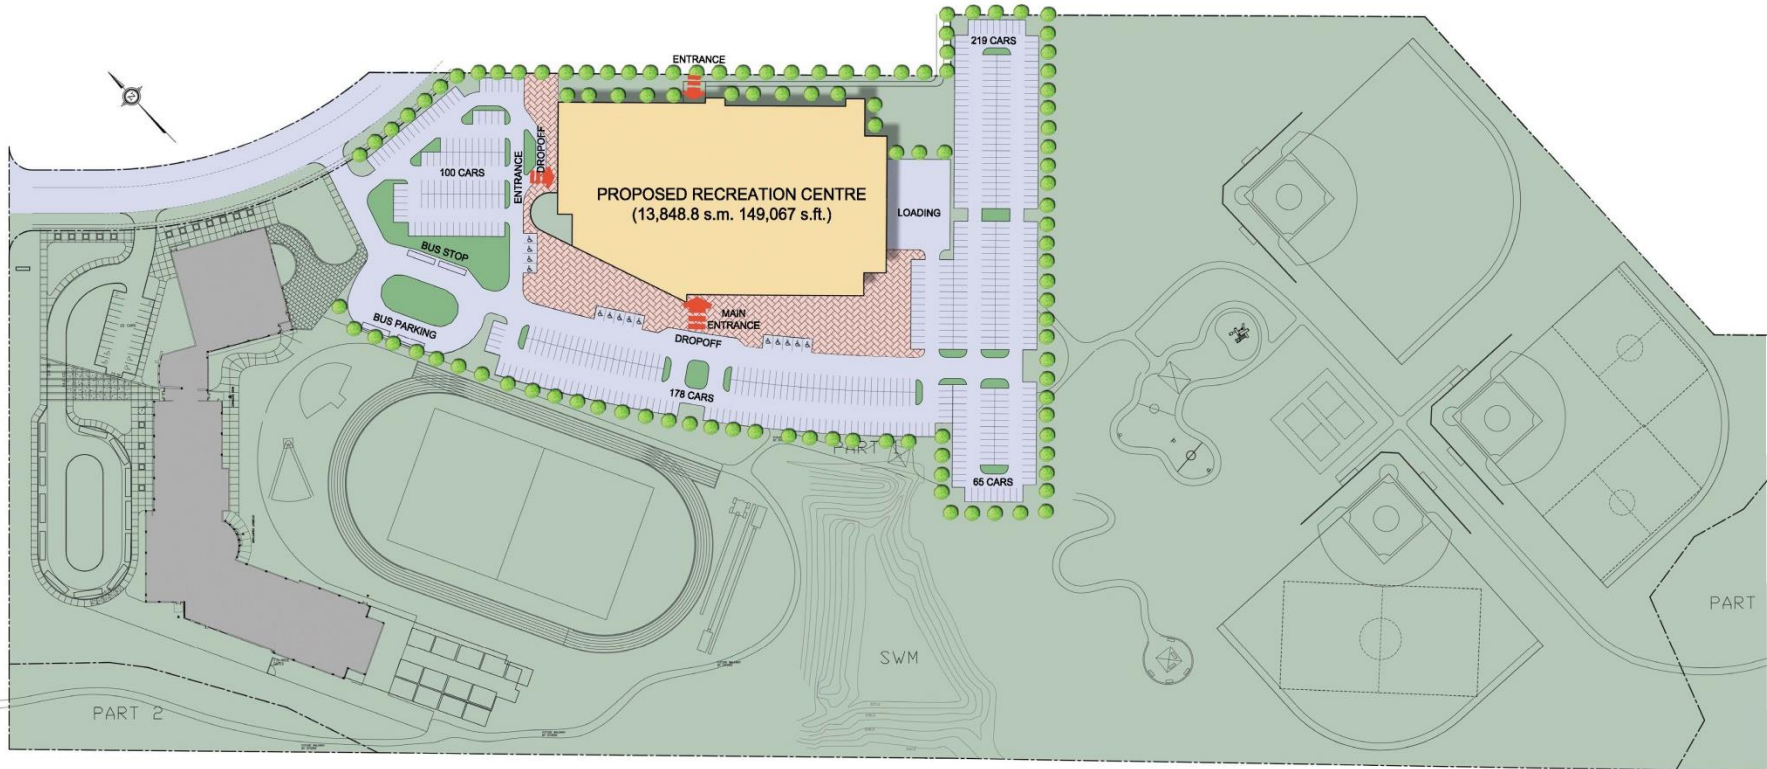 219 CARS
ENTRANCE
DROPOFF
ENTRANCE
100 CARS
PROPOSED RECREATION CENTRE
(13,848.8 s.m. 149,067 s.ft.)
LOADING
BUS STOP
BUS PARKING
MAIN
ENTRANCE
DROPOFF
178 CARS
PART 1
65 CARS
SWM
PART
PART 2